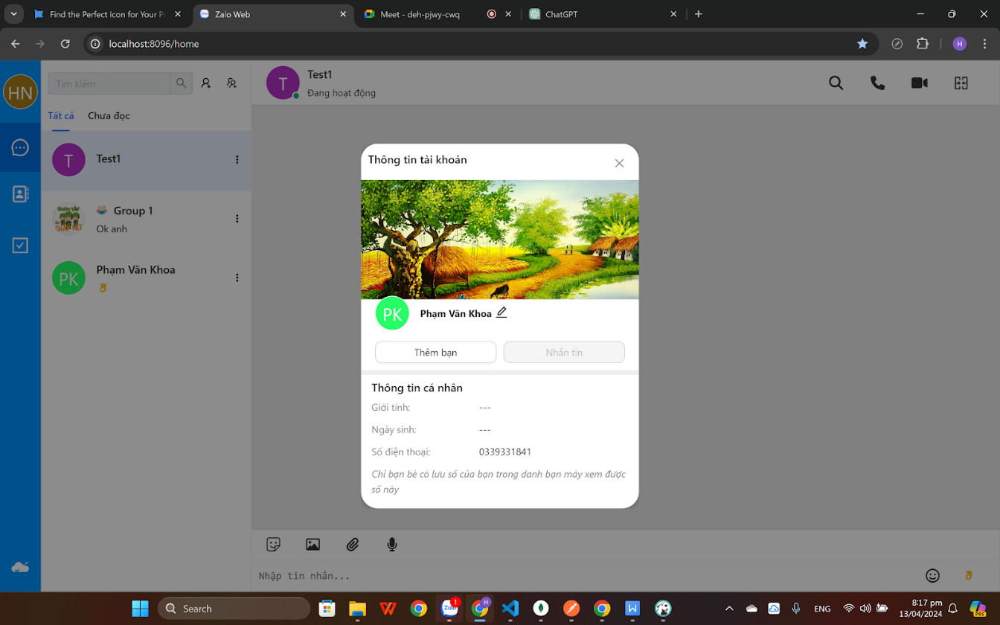 Find the Perfect Icon for Your P
Zalo Web
Meet - deh-pjwy-cwq
ChatGPT
localhost:8096/home
H
HN
Tìm kiếm
Tất cả
Chưa đọc
T
Test1
Group 1
Ok anh
PK
Phạm Văn Khoa
T
Test1
Đang hoạt động
Thông tin tài khoản
PK
Phạm Văn Khoa
Thêm bạn
Nhắn tin
Thông tin cá nhân
Giới tính:
---
Ngày sinh:
---
Số điện thoại:
0339331841
Chỉ bạn bè có lưu số của bạn trong danh bạn máy xem được
số này
Nhập tin nhắn...
Search
Zalo
1
H
W
ENG
8:17 pm
13/04/2024
PRE